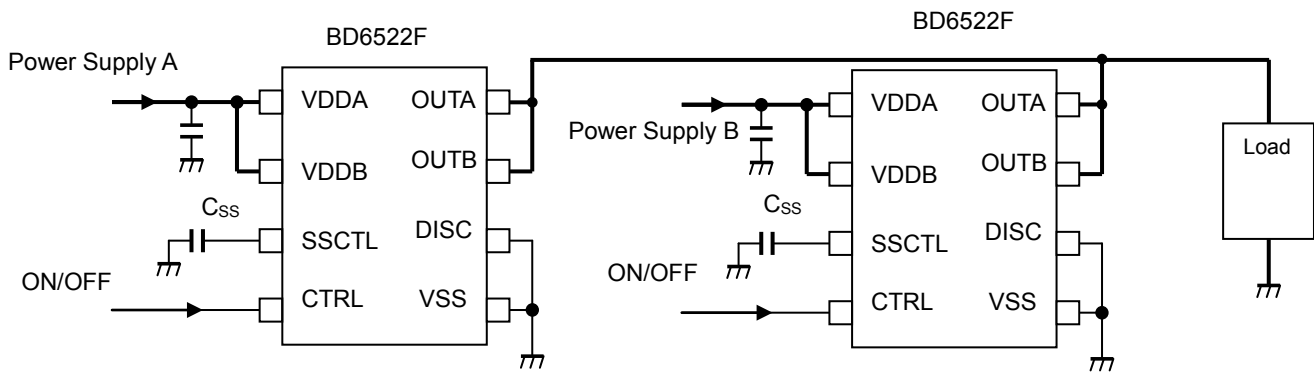 BD6522F
BD6522F
Power Supply A
VDDA OUTA
VDDB OUTB
CSS
SSCTL DISC
ON/OFF
CTRL VSS
Power Supply B
VDDA OUTA
VDDB OUTB
CSS
SSCTL DISC
ON/OFF
CTRL VSS
Load